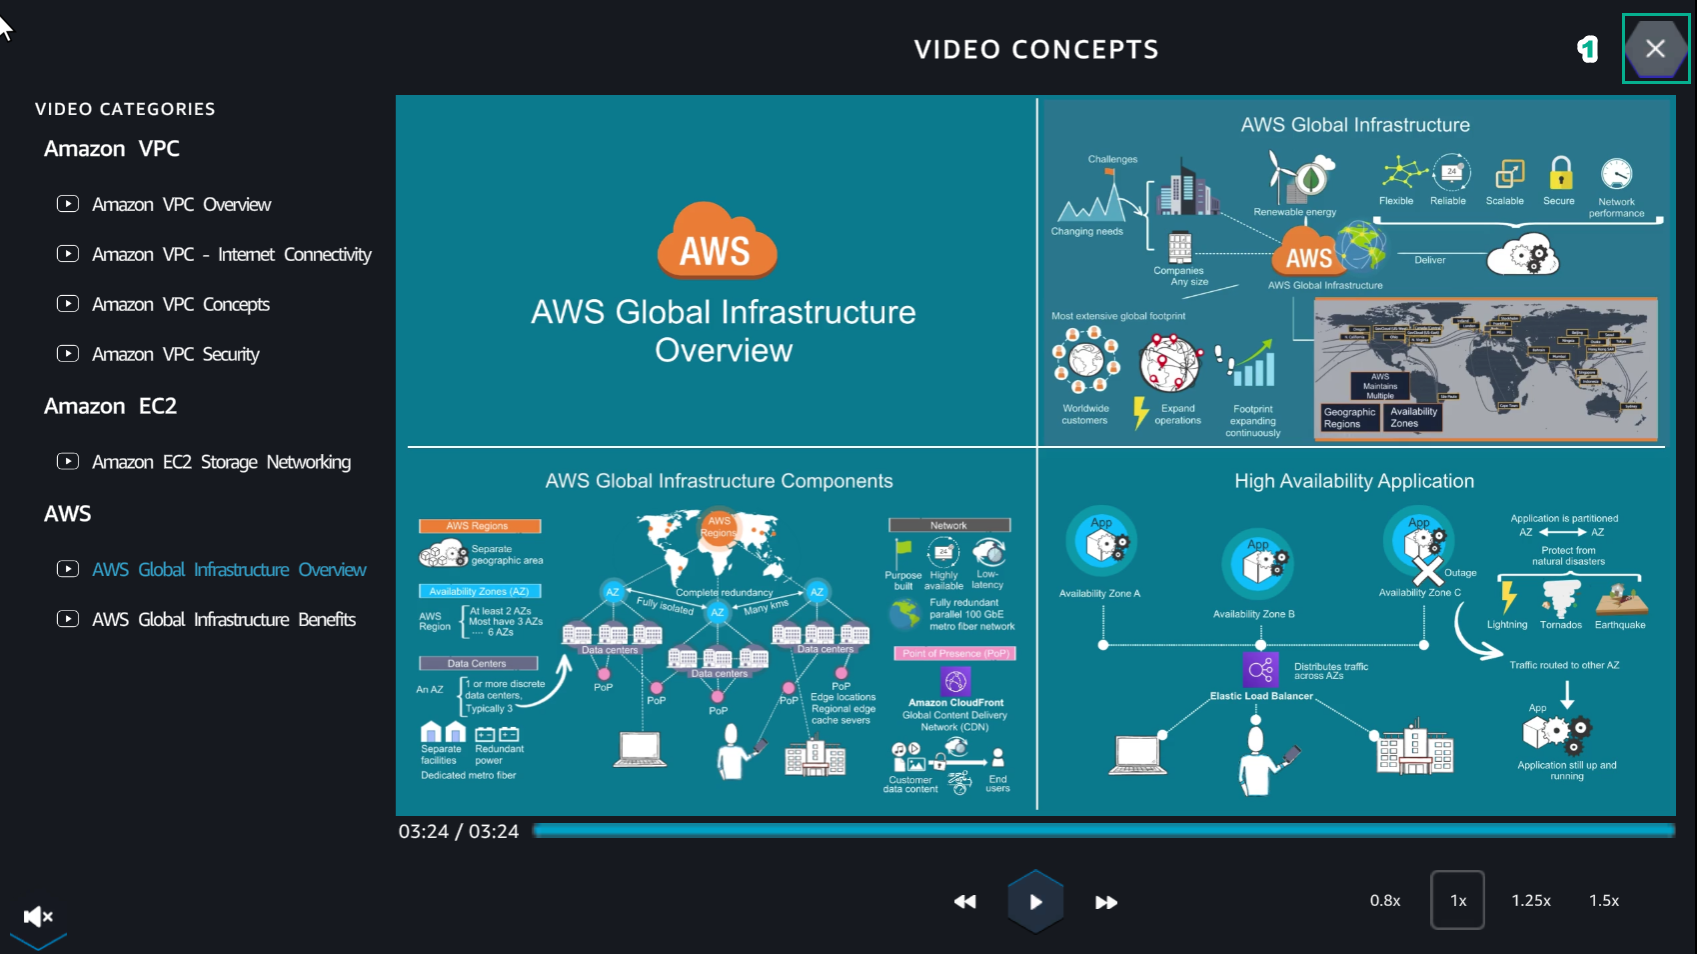 VIDEO CONCEPTS
1
VIDEO CATEGORIES
Amazon VPC
Amazon VPC Overview
Amazon VPC - Internet Connectivity
Amazon VPC Concepts
Amazon VPC Security
Amazon EC2
Amazon EC2 Storage Networking
AWS
AWS Global Infrastructure Overview
AWS Global Infrastructure Benefits
AWS
AWS Global Infrastructure
Overview
AWS Global Infrastructure
Challenges
Changing needs
Companies
Any size
Renewable energy
AWS
AWS Global Infrastructure
Flexible
Reliable
Scalable
Secure
Network
performance
24
Deliver
Most extensive global footprint
Worldwide
customers
Expand
operations
Footprint
expanding
continuously
AWS
Maintains
Multiple
Geographic
Regions
Availability
Zones
AWS Global Infrastructure Components
AWS Regions
Separate
geographic area
Availability Zones (AZ)
AWS
Region
At least 2 AZs
Most have 3 AZs
.... 6 AZs
Data Centers
An AZ
1 or more discrete
data centers,
Typically 3
Separate
facilities
Redundant
power
Dedicated metro fiber
AWS
Regions
Complete redundancy
AZ
Fully isolated
AZ
Many kms
AZ
Data centers
Data centers
Data centers
PoP
PoP
PoP
PoP
PoP
Edge locations
Regional edge
cache severs
Network
24
Purpose
built
Highly
available
Low-
latency
Fully redundant
parallel 100 GbE
metro fiber network
Point of Presence (PoP)
Amazon CloudFront
Global Content Delivery
Network (CDN)
Customer
data content
End
users
High Availability Application
App
Availability Zone A
App
Availability Zone B
App
Outage
Availability Zone C
Distributes traffic
across AZs
Elastic Load Balancer
Application is partitioned
AZ AZ
Protect from
natural disasters
Lightning
Tornados
Earthquake
Traffic routed to other AZ
App
Application still up and
running
03:24 / 03:24
0.8x
1x
1.25x
1.5x